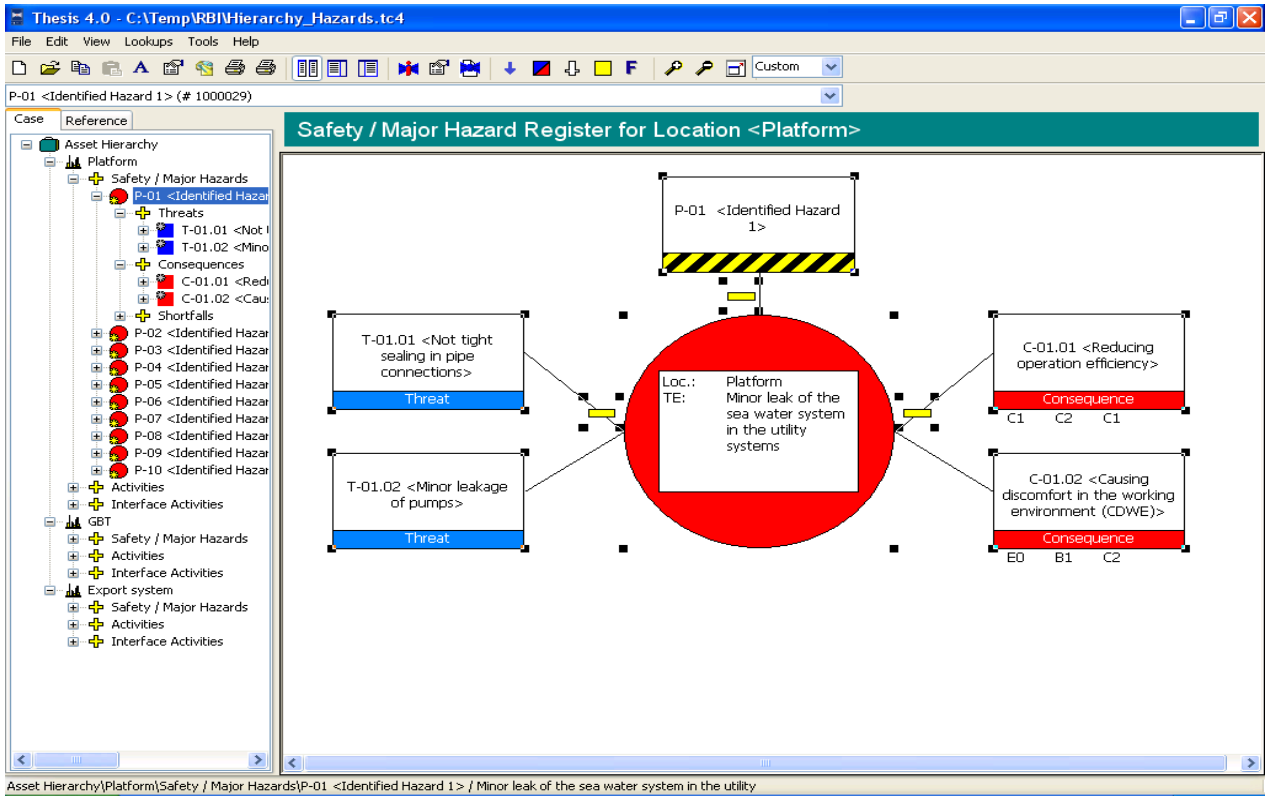 Thesis 4.0 - C:\Temp\RBI\Hierarchy_Hazards.tc4
File Edit View Lookups Tools Help
A F Custom
P-01 <Identified Hazard 1> (# 1000029)
Case Reference
Safety / Major Hazard Register for Location <Platform>
Asset Hierarchy
Platform
Safety / Major Hazards
P-01 <Identified Hazar
Threats
T-01.01 <Not
T-01.02 <Mino
Consequences
C-01.01 <Redu
C-01.02 <Cau
Shortfalls
P-02 <Identified Hazar
P-03 <Identified Hazar
P-04 <Identified Hazar
P-05 <Identified Hazar
P-06 <Identified Hazar
P-07 <Identified Hazar
P-08 <Identified Hazar
P-09 <Identified Hazar
P-10 <Identified Hazar
Activities
Interface Activities
GBT
Safety / Major Hazards
Activities
Interface Activities
Export system
Safety / Major Hazards
Activities
Interface Activities
P-01 <Identified Hazard
1>
T-01.01 <Not tight
sealing in pipe
connections>
Threat
T-01.02 <Minor leakage
of pumps>
Threat
Loc.: Platform
TE: Minor leak of the
sea water system
in the utility
systems
C-01.01 <Reducing
operation efficiency>
Consequence
C1 C2 C1
C-01.02 <Causing
discomfort in the working
environment (CDWE)>
Consequence
E0 B1 C2
Asset Hierarchy\Platform\Safety / Major Hazards\P-01 <Identified Hazard 1> / Minor leak of the sea water system in the utility